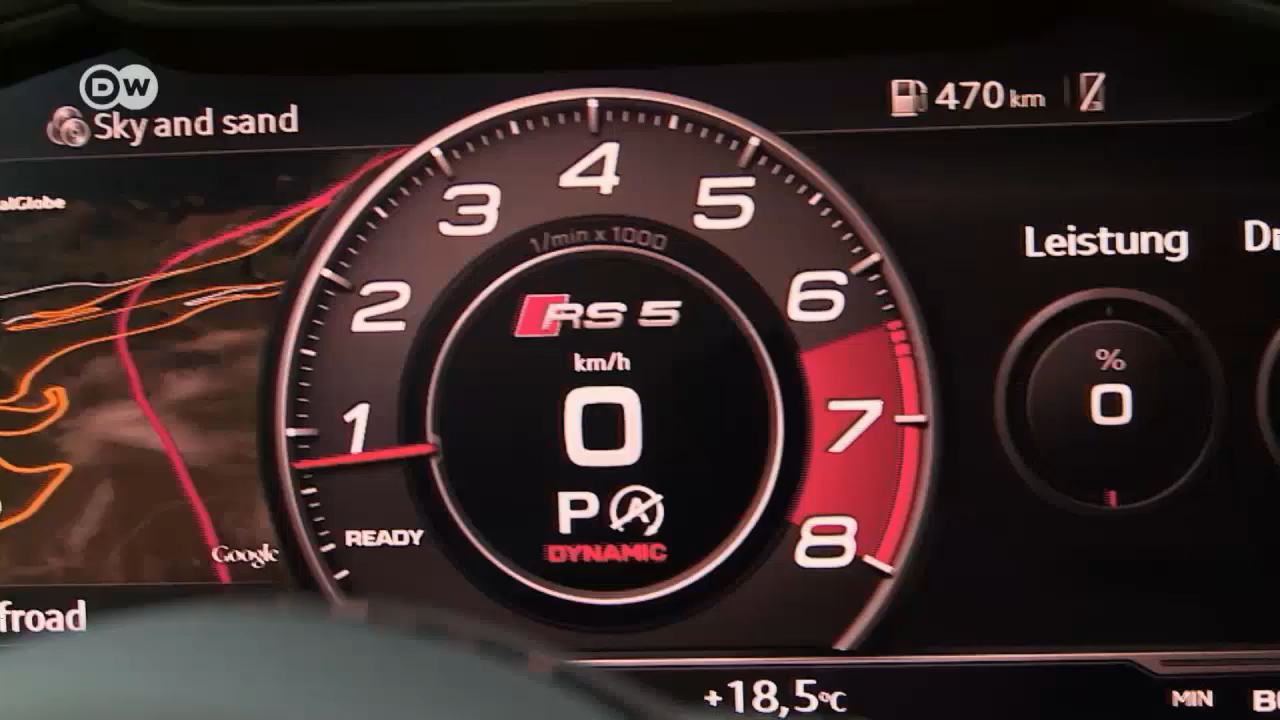 DW
Sky and sand
470 km
alGlobe
1
2
3
4
5
6
7
8
1/min x 1000
RS 5
km/h
0
P A
DYNAMIC
READY
Google
froad
Leistung
%
0
+18,5°C
MIN